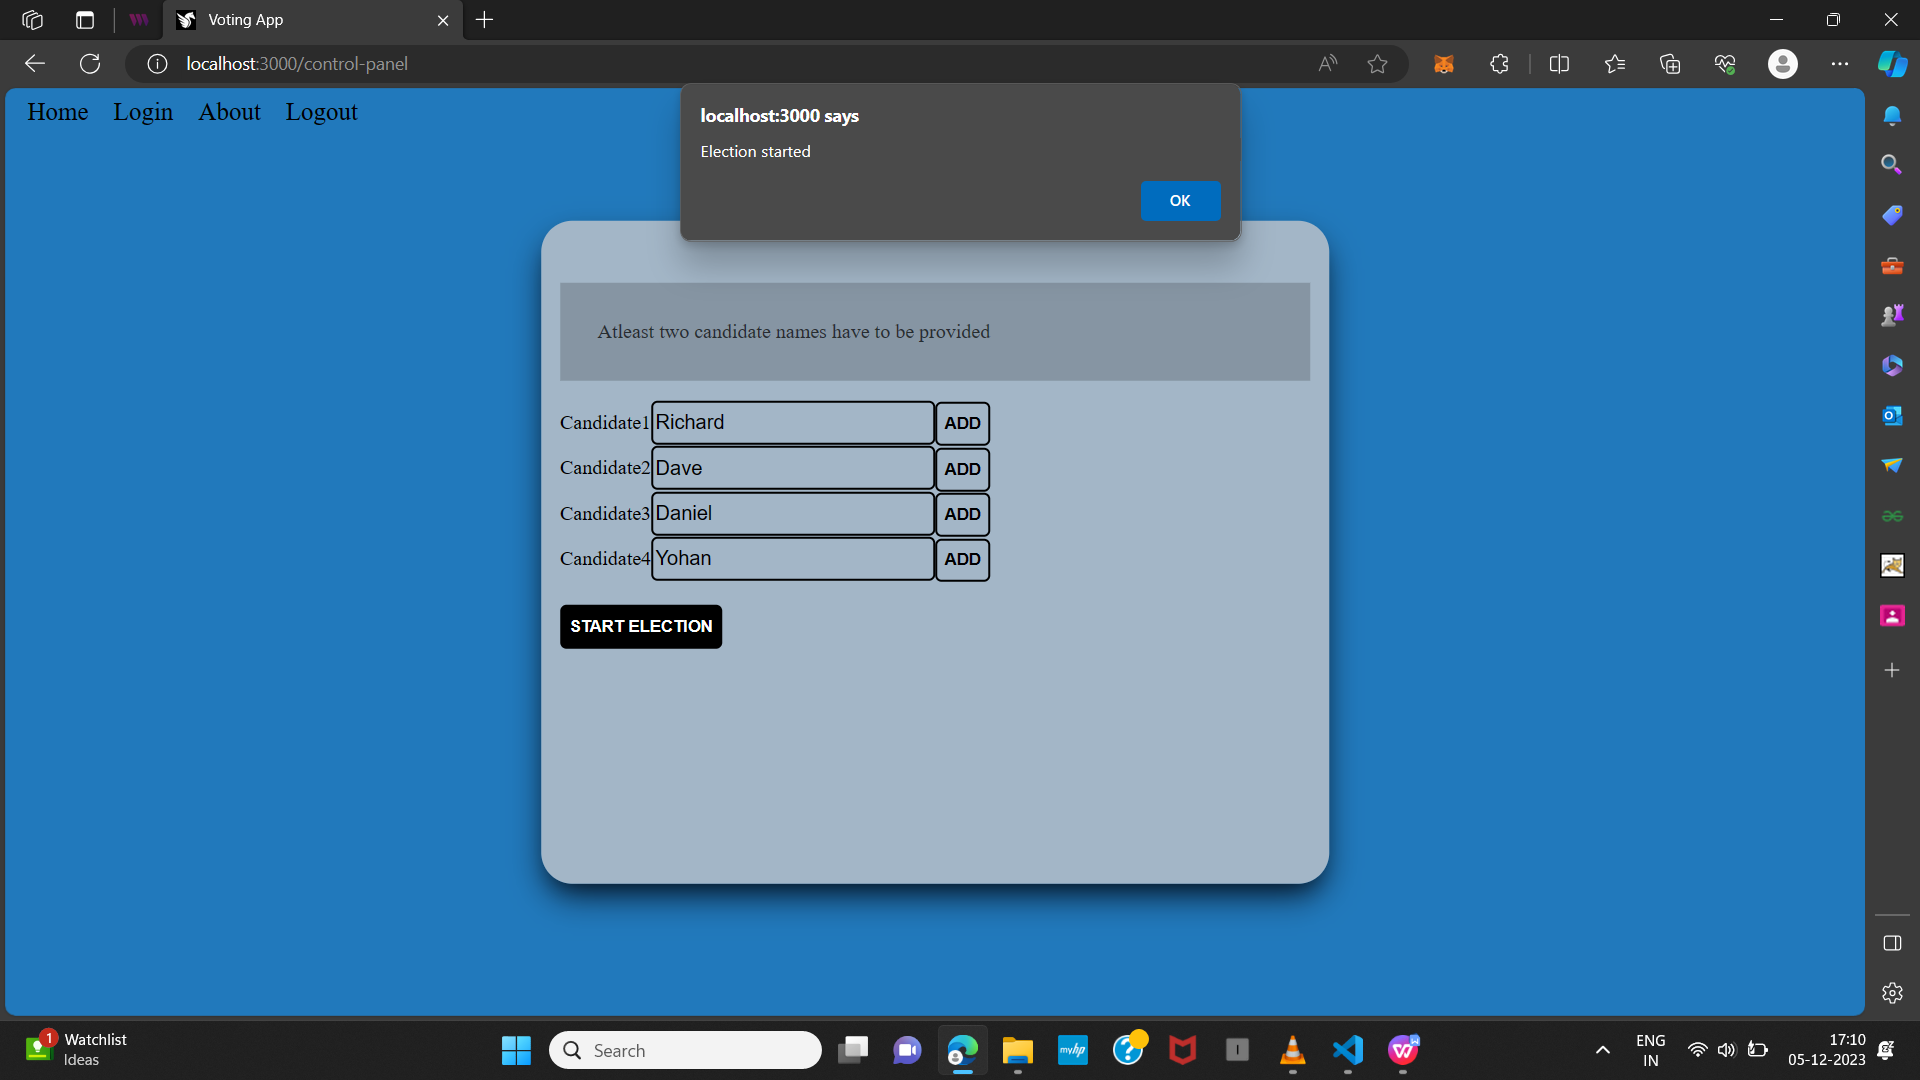 Voting App
localhost:3000/control-panel
Home Login About Logout
localhost:3000 says
Election started
OK
Atleast two candidate names have to be provided
Candidate1 Richard ADD
Candidate2 Dave ADD
Candidate3 Daniel ADD
Candidate4 Yohan ADD
START ELECTION
1 Watchlist
Ideas
Search
myhp
ENG
IN
17:10
05-12-2023